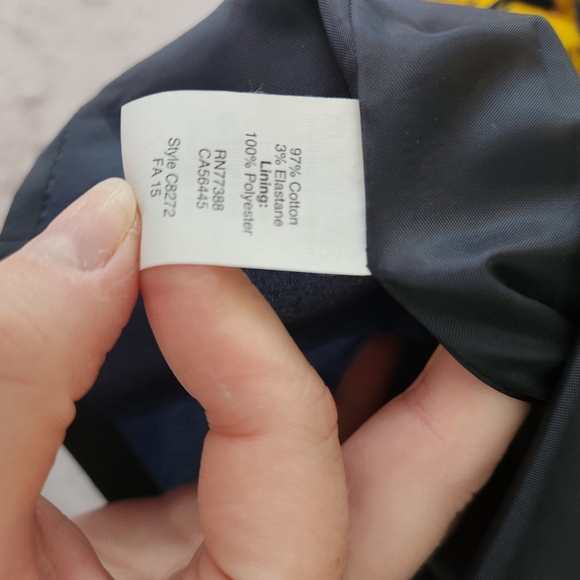 97% Cotton
3% Elastane
Lining:
100% Polyester
RN77388
CA56445
Style C8272
FA 15